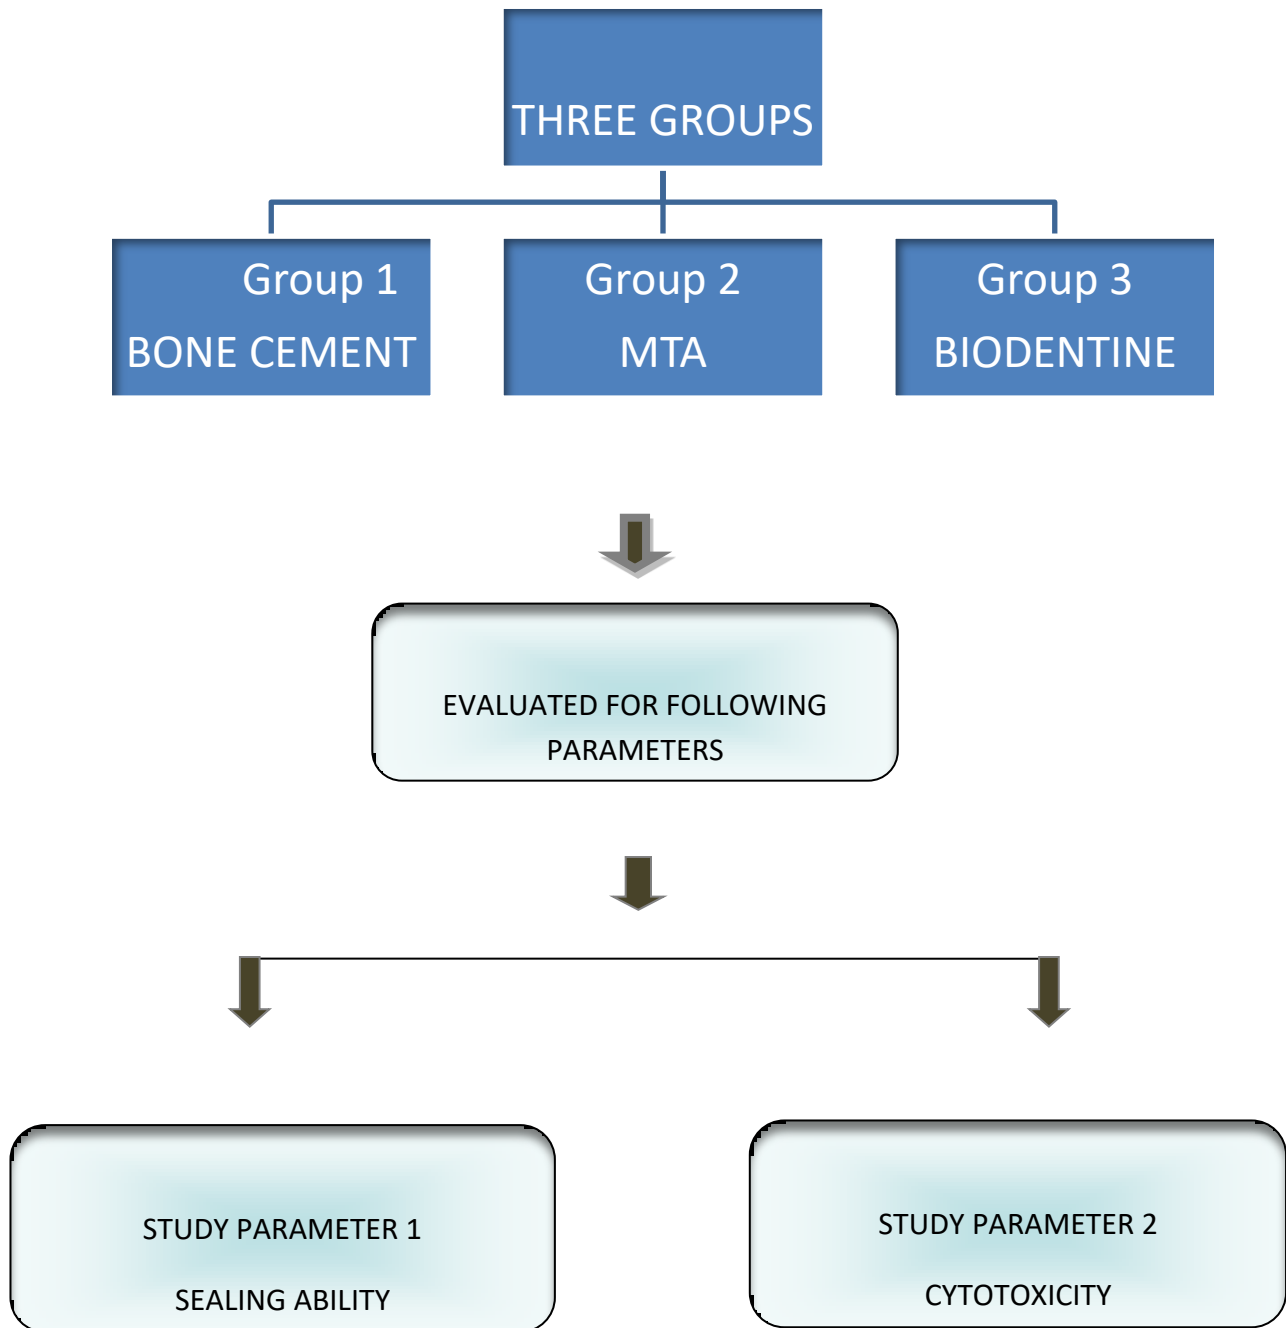 THREE GROUPS
Group 1
BONE CEMENT
Group 2
MTA
Group 3
BIODENTINE
EVALUATED FOR FOLLOWING
PARAMETERS
STUDY PARAMETER 1
SEALING ABILITY
STUDY PARAMETER 2
CYTOTOXICITY